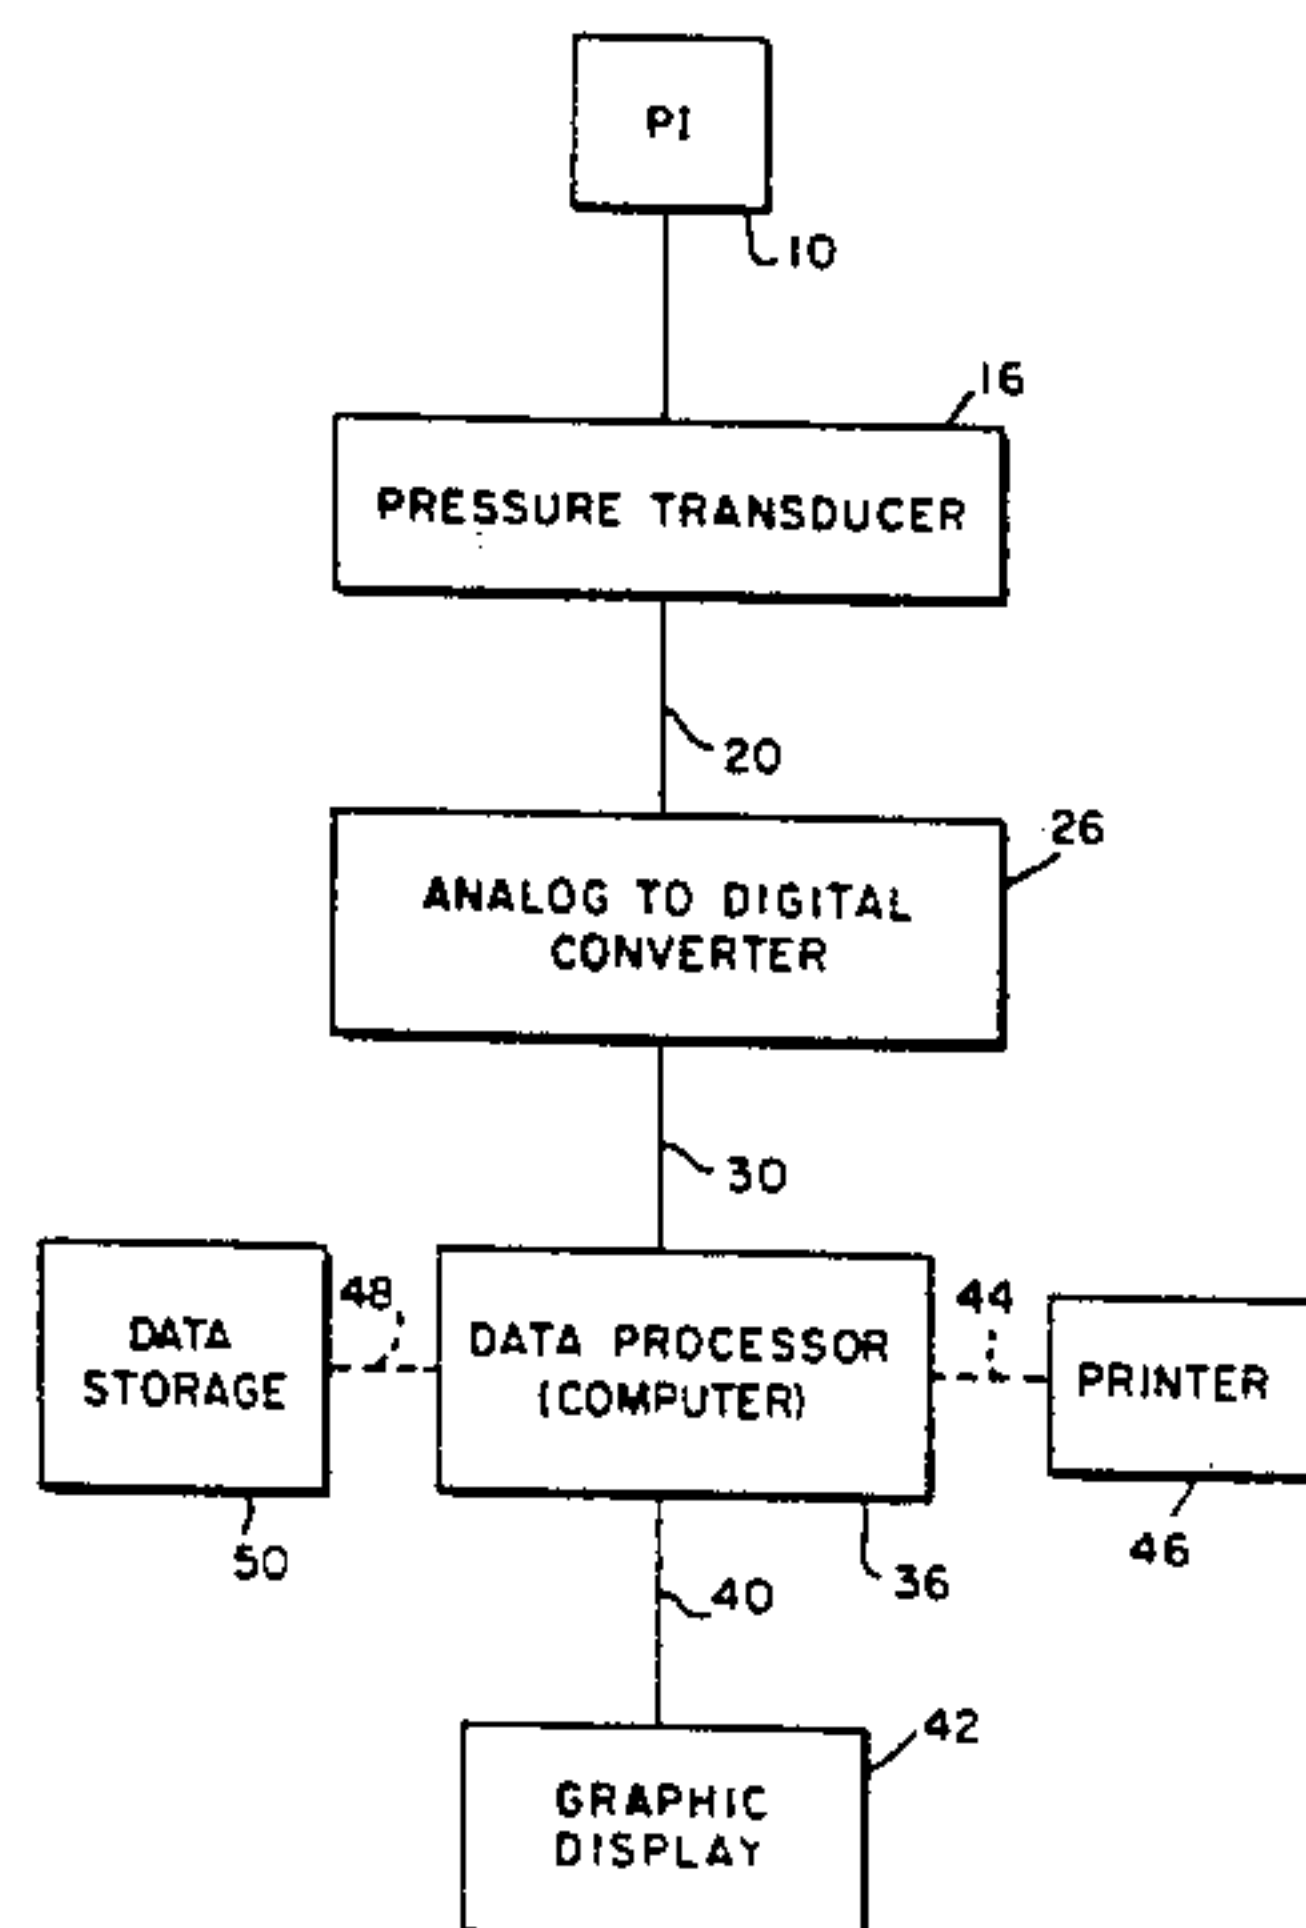 PI
10
16
PRESSURE TRANSDUCER
20
26
ANALOG TO DIGITAL
CONVERTER
30
48
44
DATA
STORAGE
DATA PROCESSOR
(COMPUTER)
PRINTER
50
36
46
40
42
GRAPHIC
DISPLAY